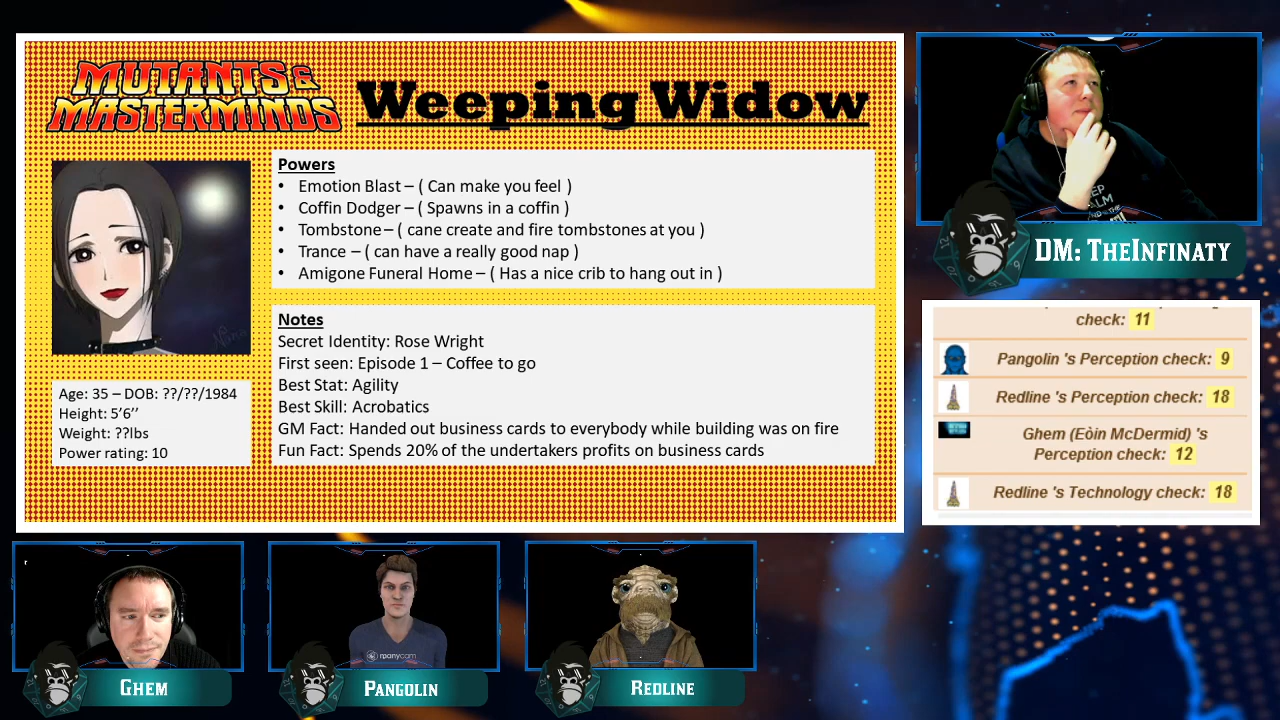 MUTANTS &
MASTERMINDS
Weeping Widow
Powers
• Emotion Blast – ( Can make you feel )
• Coffin Dodger – ( Spawns in a coffin )
• Tombstone – ( cane create and fire tombstones at you )
• Trance – ( can have a really good nap )
• Amigone Funeral Home – ( Has a nice crib to hang out in )
Notes
Secret Identity: Rose Wright
First seen: Episode 1 – Coffee to go
Best Stat: Agility
Best Skill: Acrobatics
GM Fact: Handed out business cards to everybody while building was on fire
Fun Fact: Spends 20% of the undertakers profits on business cards
Age: 35 – DOB: ??/??/1984
Height: 5’6’’
Weight: ??lbs
Power rating: 10
DM: TheInfinaty
check: 11
Pangolin 's Perception check: 9
Redline 's Perception check: 18
Ghem (Eòin McDermid) 's
Perception check: 12
Redline 's Technology check: 18
Ghem
manycam
Pangolin
Redline